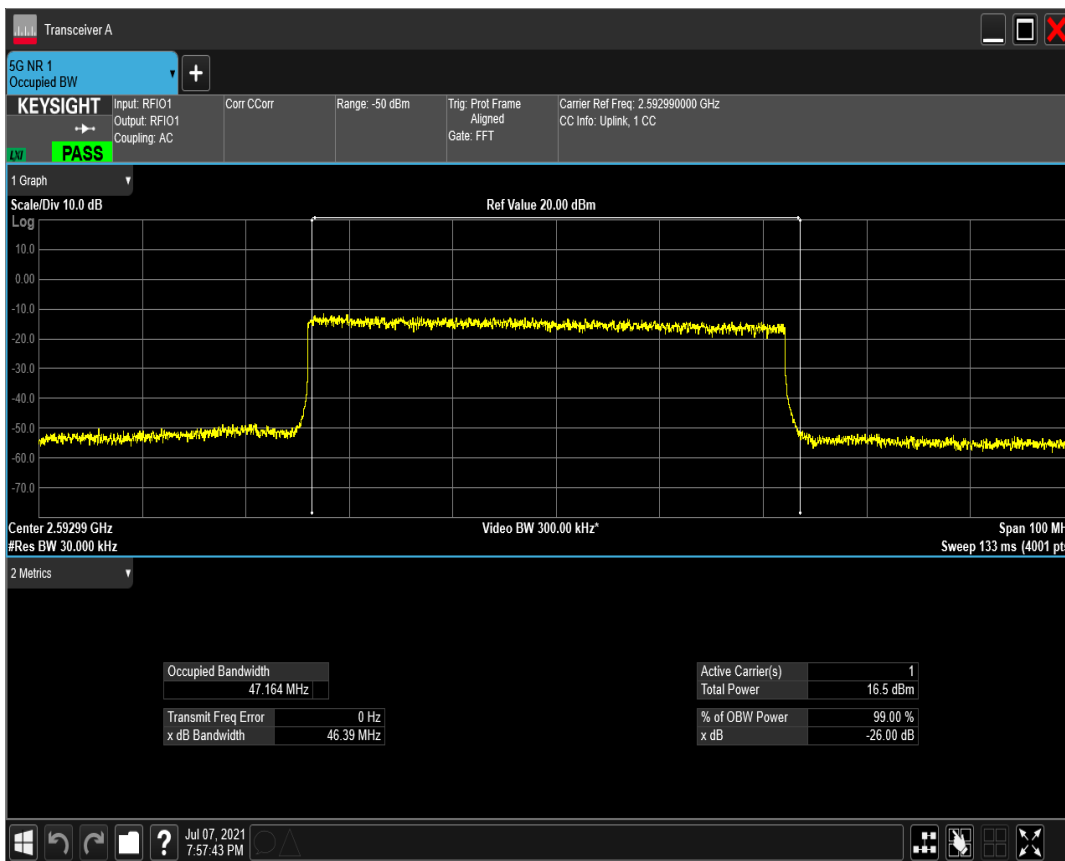 Transceiver A
5G NR 1
Occupied BW
KEYSIGHT
Input: RFIO1
Output: RFIO1
Coupling: AC
Corr CCorr
Range: -50 dBm
Trig: Prot Frame
Aligned
Gate: FFT
Carrier Ref Freq: 2.592990000 GHz
CC Info: Uplink, 1 CC
LXI
PASS
1 Graph
Scale/Div 10.0 dB
Ref Value 20.00 dBm
Log
10.0
0.00
-10.0
-20.0
-30.0
-40.0
-50.0
-60.0
-70.0
Center 2.59299 GHz
Video BW 300.00 kHz*
Span 100 MH
#Res BW 30.000 kHz
Sweep 133 ms (4001 pts
2 Metrics
Occupied Bandwidth
47.164 MHz
Transmit Freq Error 0 Hz
x dB Bandwidth 46.39 MHz
Active Carrier(s) 1
Total Power 16.5 dBm
% of OBW Power 99.00 %
x dB -26.00 dB
Jul 07, 2021
7:57:43 PM